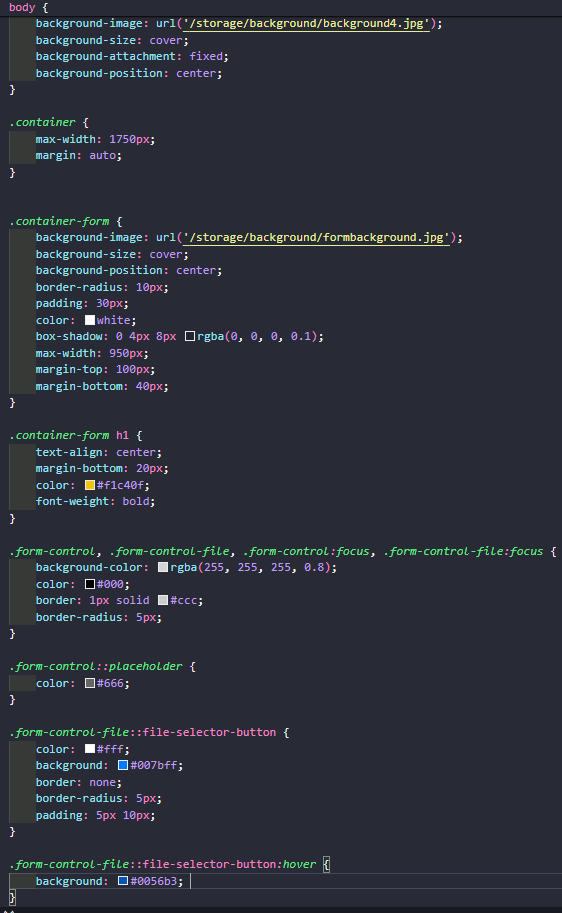 body {
background-image: url('/storage/background/background4.jpg');
background-size: cover;
background-attachment: fixed;
background-position: center;
}
.container {
max-width: 1750px;
margin: auto;
}
.container-form {
background-image: url('/storage/background/formbackground.jpg');
background-size: cover;
background-position: center;
border-radius: 10px;
padding: 30px;
color: white;
box-shadow: 0 4px 8px rgba(0, 0, 0, 0.1);
max-width: 950px;
margin-top: 100px;
margin-bottom: 40px;
}
.container-form h1 {
text-align: center;
margin-bottom: 20px;
color: #f1c40f;
font-weight: bold;
}
.form-control, .form-control-file, .form-control:focus, .form-control-file:focus {
background-color: rgba(255, 255, 255, 0.8);
color: #000;
border: 1px solid #ccc;
border-radius: 5px;
}
.form-control::placeholder {
color: #666;
}
.form-control-file::file-selector-button {
color: #fff;
background: #007bff;
border: none;
border-radius: 5px;
padding: 5px 10px;
}
.form-control-file::file-selector-button:hover {
background: #0056b3;
}